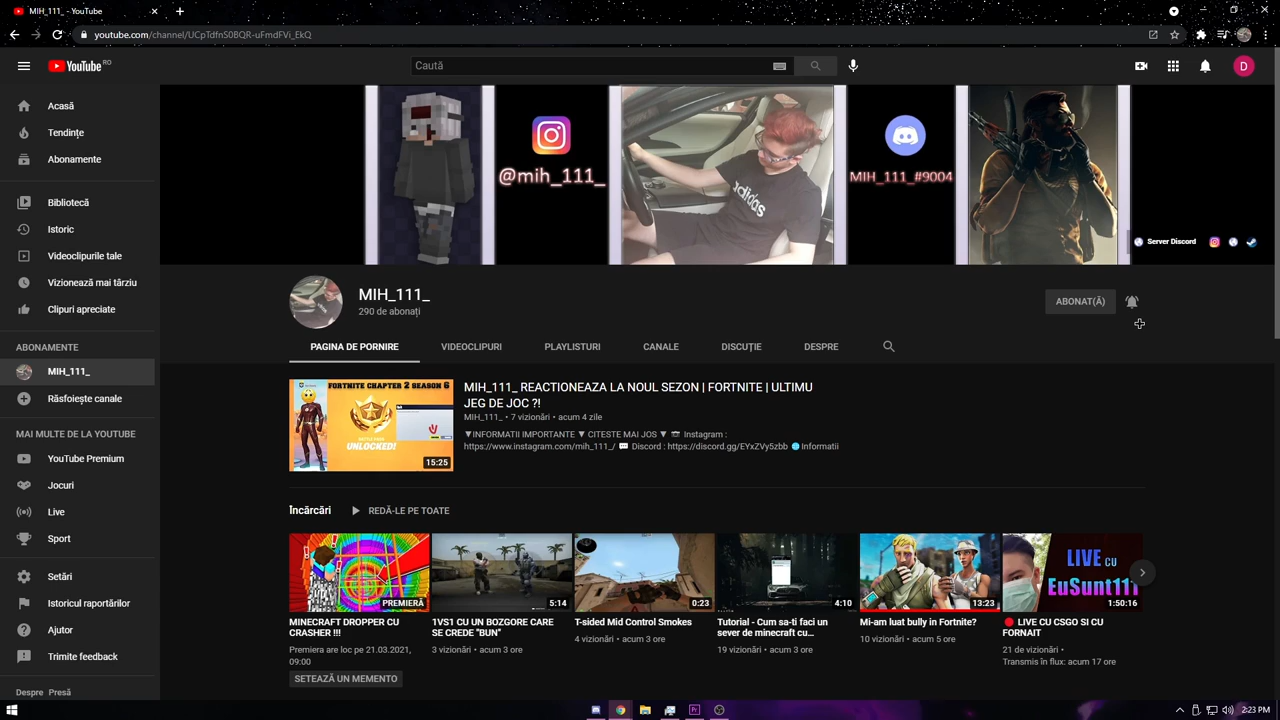 MIH_111_ - YouTube
youtube.com/channel/UCpTdfnS08QR-uFmdFVi_EkQ
YouTube RO
Caută
D
Acasă
Tendințe
Abonamente
Bibliotecă
Istoric
Videoclipurile tale
Vizionează mai târziu
Clipuri apreciate
ABONAMENTE
MIH_111_
Răsfoiește canale
MAI MULTE DE LA YOUTUBE
YouTube Premium
Jocuri
Live
Sport
Setări
Istoricul raportărilor
Ajutor
Trimite feedback
Despre Presă
@mih_111_
adidas
MIH_111_#9004
Server Discord
MIH_111_
290 de abonați
ABONAT(Ă)
PAGINA DE PORNIRE
VIDEOCLIPURI
PLAYLISTURI
CANALE
DISCUȚIE
DESPRE
FORTNITE CHAPTER 2 SEASON 6
UNLOCKED!
15:25
MIH_111_ REACTIONEAZA LA NOUL SEZON | FORTNITE | ULTIMU
JEG DE JOC ?!
MIH_111_ • 7 vizionări • acum 4 zile
▼INFORMATII IMPORTANTE ▼ CITESTE MAI JOS ▼ Instagram :
https://www.instagram.com/mih_111_/ Discord : https://discord.gg/EYxZVy5zbb Informatii
Încărcări
REDĂ-LE PE TOATE
PREMIERĂ
MINECRAFT DROPPER CU
CRASHER !!!
Premiera are loc pe 21.03.2021,
09:00
SETEAZĂ UN MEMENTO
5:14
1VS1 CU UN BOZGORE CARE
SE CREDE "BUN"
3 vizionări • acum 3 ore
0:23
T-sided Mid Control Smokes
4 vizionări • acum 3 ore
4:10
Tutorial - Cum sa-ti faci un
sever de minecraft cu...
19 vizionări • acum 3 ore
13:23
Mi-am luat bully in Fortnite?
10 vizionări • acum 5 ore
LIVE CU
EuSunt111
1:50:16
LIVE CU CSGO SI CU
FORNAIT
21 de vizionări •
Transmis în flux: acum 17 ore
2:23 PM